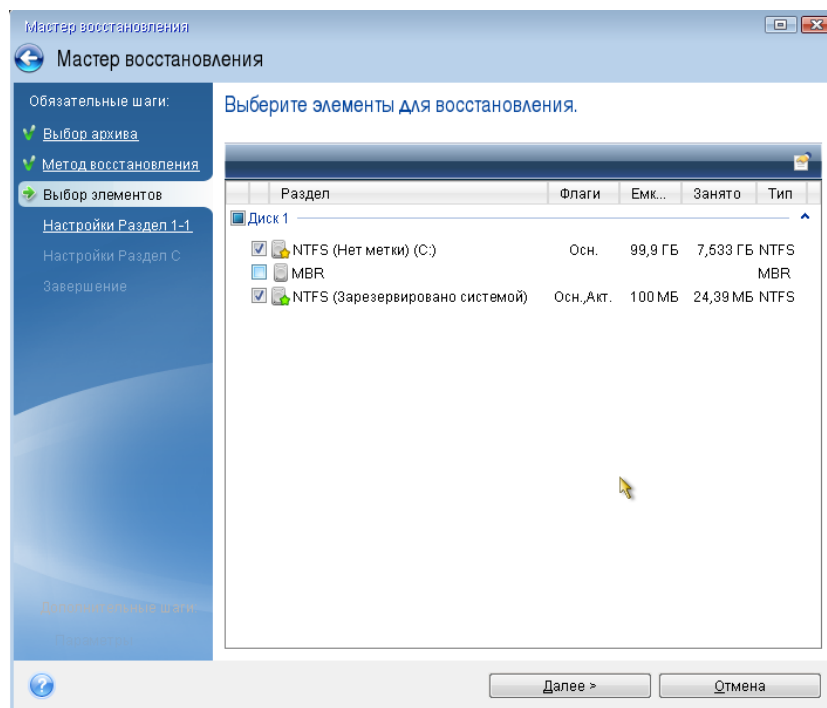 Мастер восстановления
Мастер восстановления
Обязательные шаги:
Выбор архива
Метод восстановления
Выбор элементов
Настройки Раздел 1-1
Настройки Раздел C
Завершение
Выберите элементы для восстановления.
Раздел Флаги Емк... Занято Тип
Диск 1
NTFS (Нет метки) (C:) Осн. 99,9 ГБ 7,533 ГБ NTFS
MBR MBR
NTFS (Зарезервировано системой) Осн.,Акт. 100 МБ 24,39 МБ NTFS
шаги:
Далее >
Отмена